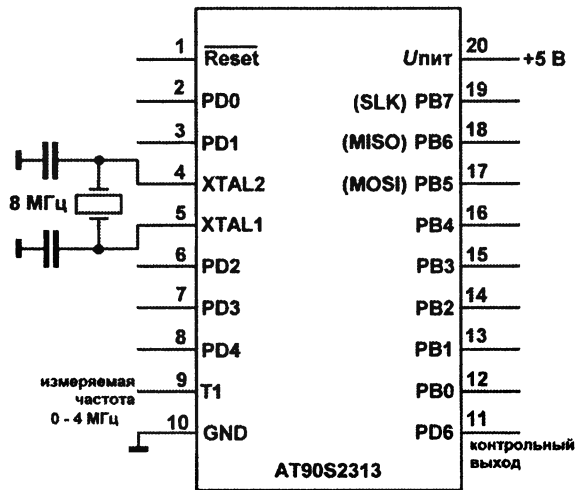 1 Reset Uпит 20 +5 В
2 PD0 (SLK) PB7 19
3 PD1 (MISO) PB6 18
4 XTAL2 (MOSI) PB5 17
8 МГц
5 XTAL1 PB4 16
6 PD2 PB3 15
7 PD3 PB2 14
8 PD4 PB1 13
измеряемая
частота
0 - 4 МГц
9 T1 PB0 12
10 GND PD6 11
контрольный
выход
AT90S2313